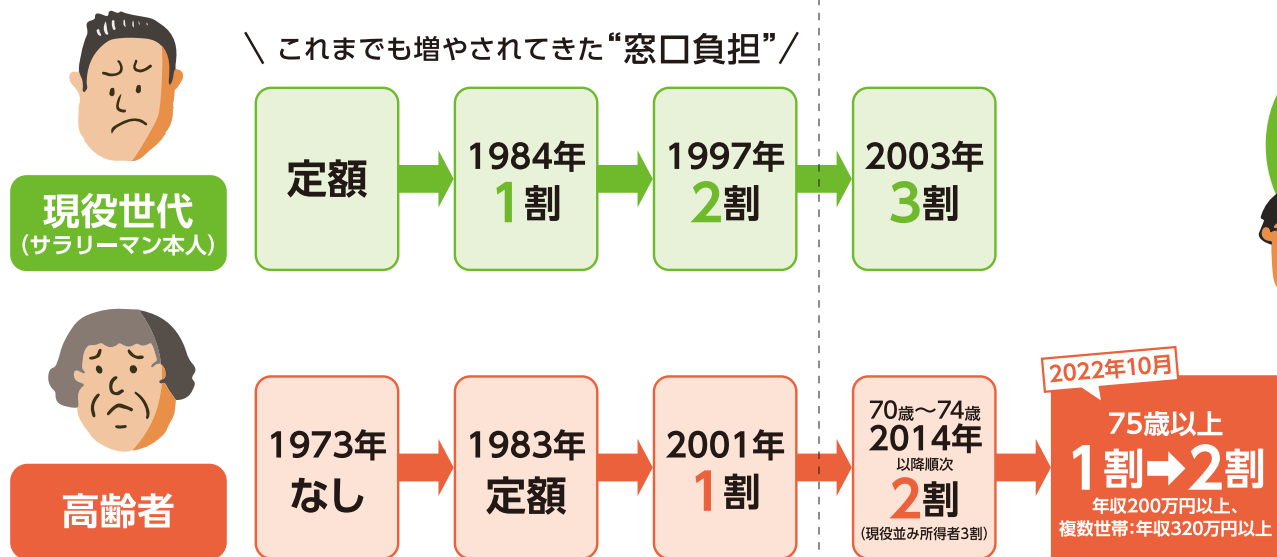 これまでも増やされてきた“窓口負担”
現役世代
(サラリーマン本人)
定額
1984年
1割
1997年
2割
2003年
3割
高齢者
1973年
なし
1983年
定額
2001年
1割
70歳〜74歳
2014年
以降順次
2割
(現役並み所得者3割)
2022年10月
75歳以上
1割➡2割
年収200万円以上、
複数世帯:年収320万円以上